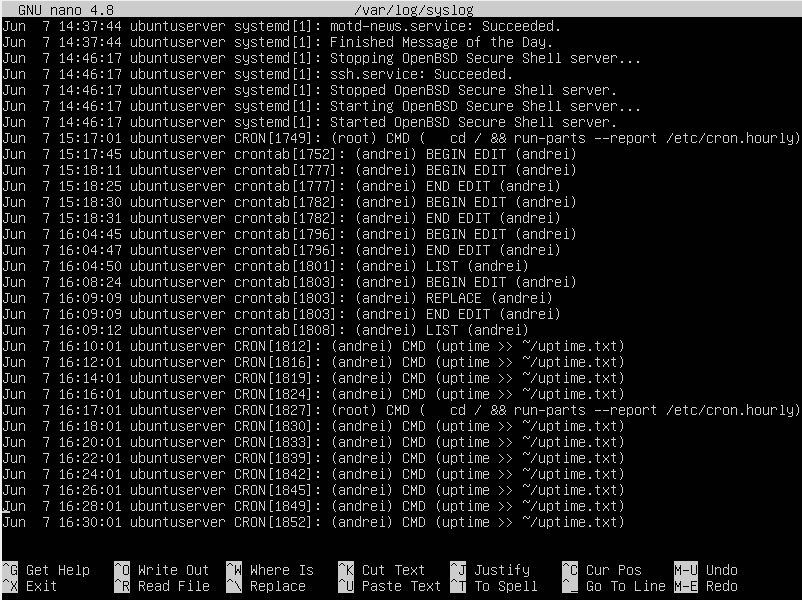 GNU nano 4.8 /var/log/syslog
Jun  7 14:37:44 ubuntuserver systemd[1]: motd-news.service: Succeeded.
Jun  7 14:37:44 ubuntuserver systemd[1]: Finished Message of the Day.
Jun  7 14:46:17 ubuntuserver systemd[1]: Stopping OpenBSD Secure Shell server...
Jun  7 14:46:17 ubuntuserver systemd[1]: ssh.service: Succeeded.
Jun  7 14:46:17 ubuntuserver systemd[1]: Stopped OpenBSD Secure Shell server.
Jun  7 14:46:17 ubuntuserver systemd[1]: Starting OpenBSD Secure Shell server...
Jun  7 14:46:17 ubuntuserver systemd[1]: Started OpenBSD Secure Shell server.
Jun  7 15:17:01 ubuntuserver CRON[1749]: (root) CMD (   cd / && run-parts --report /etc/cron.hourly)
Jun  7 15:17:45 ubuntuserver crontab[1752]: (andrei) BEGIN EDIT (andrei)
Jun  7 15:18:11 ubuntuserver crontab[1777]: (andrei) BEGIN EDIT (andrei)
Jun  7 15:18:25 ubuntuserver crontab[1777]: (andrei) END EDIT (andrei)
Jun  7 15:18:30 ubuntuserver crontab[1782]: (andrei) BEGIN EDIT (andrei)
Jun  7 15:18:31 ubuntuserver crontab[1782]: (andrei) END EDIT (andrei)
Jun  7 16:04:45 ubuntuserver crontab[1796]: (andrei) BEGIN EDIT (andrei)
Jun  7 16:04:47 ubuntuserver crontab[1796]: (andrei) END EDIT (andrei)
Jun  7 16:04:50 ubuntuserver crontab[1801]: (andrei) LIST (andrei)
Jun  7 16:08:24 ubuntuserver crontab[1803]: (andrei) BEGIN EDIT (andrei)
Jun  7 16:09:09 ubuntuserver crontab[1803]: (andrei) REPLACE (andrei)
Jun  7 16:09:09 ubuntuserver crontab[1803]: (andrei) END EDIT (andrei)
Jun  7 16:09:12 ubuntuserver crontab[1808]: (andrei) LIST (andrei)
Jun  7 16:10:01 ubuntuserver CRON[1812]: (andrei) CMD (uptime >> ~/uptime.txt)
Jun  7 16:12:01 ubuntuserver CRON[1816]: (andrei) CMD (uptime >> ~/uptime.txt)
Jun  7 16:14:01 ubuntuserver CRON[1819]: (andrei) CMD (uptime >> ~/uptime.txt)
Jun  7 16:16:01 ubuntuserver CRON[1824]: (andrei) CMD (uptime >> ~/uptime.txt)
Jun  7 16:17:01 ubuntuserver CRON[1827]: (root) CMD (   cd / && run-parts --report /etc/cron.hourly)
Jun  7 16:18:01 ubuntuserver CRON[1830]: (andrei) CMD (uptime >> ~/uptime.txt)
Jun  7 16:20:01 ubuntuserver CRON[1833]: (andrei) CMD (uptime >> ~/uptime.txt)
Jun  7 16:22:01 ubuntuserver CRON[1839]: (andrei) CMD (uptime >> ~/uptime.txt)
Jun  7 16:24:01 ubuntuserver CRON[1842]: (andrei) CMD (uptime >> ~/uptime.txt)
Jun  7 16:26:01 ubuntuserver CRON[1845]: (andrei) CMD (uptime >> ~/uptime.txt)
Jun  7 16:28:01 ubuntuserver CRON[1849]: (andrei) CMD (uptime >> ~/uptime.txt)
Jun  7 16:30:01 ubuntuserver CRON[1852]: (andrei) CMD (uptime >> ~/uptime.txt)
^G Get Help ^O Write Out ^W Where Is ^K Cut Text ^J Justify ^C Cur Pos M-U Undo
^X Exit ^R Read File ^\ Replace ^U Paste Text ^T To Spell ^_ Go To Line M-E Redo